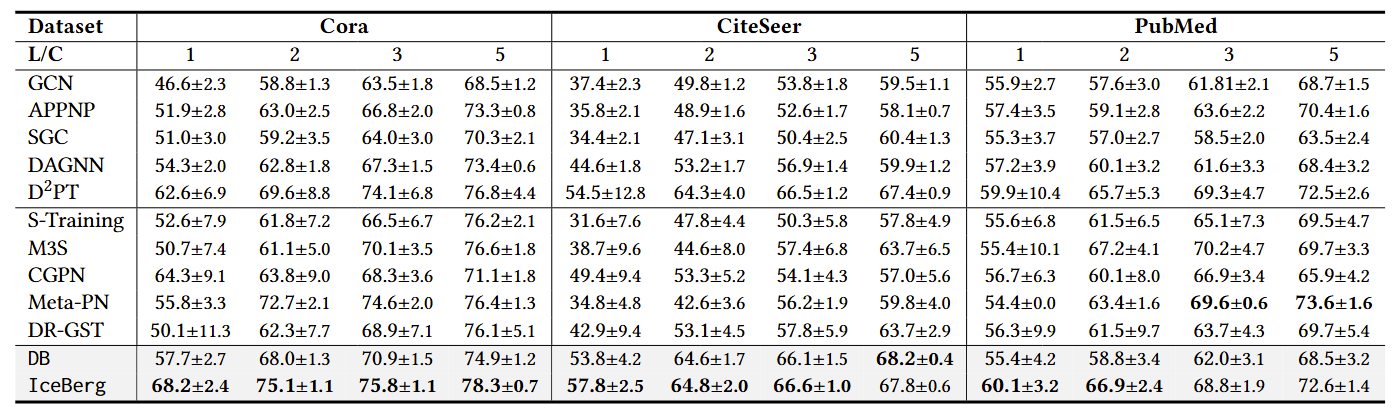 Dataset Cora CiteSeer PubMed
L/C 1 2 3 5 1 2 3 5 1 2 3 5
GCN 46.6±2.3 58.8±1.3 63.5±1.8 68.5±1.2 37.4±2.3 49.8±1.2 53.8±1.8 59.5±1.1 55.9±2.7 57.6±3.0 61.81±2.1 68.7±1.5
APPNP 51.9±2.8 63.0±2.5 66.8±2.0 73.3±0.8 35.8±2.1 48.9±1.6 52.6±1.7 58.1±0.7 57.4±3.5 59.1±2.8 63.6±2.2 70.4±1.6
SGC 51.0±3.0 59.2±3.5 64.0±3.0 70.3±2.1 34.4±2.1 47.1±3.1 50.4±2.5 60.4±1.3 55.3±3.7 57.0±2.7 58.5±2.0 63.5±2.4
DAGNN 54.3±2.0 62.8±1.8 67.3±1.5 73.4±0.6 44.6±1.8 53.2±1.7 56.9±1.4 59.9±1.2 57.2±3.9 60.1±3.2 61.6±3.3 68.4±3.2
D²PT 62.6±6.9 69.6±8.8 74.1±6.8 76.8±4.4 54.5±12.8 64.3±4.0 66.5±1.2 67.4±0.9 59.9±10.4 65.7±5.3 69.3±4.7 72.5±2.6
S-Training 52.6±7.9 61.8±7.2 66.5±6.7 76.2±2.1 31.6±7.6 47.8±4.4 50.3±5.8 57.8±4.9 55.6±6.8 61.5±6.5 65.1±7.3 69.5±4.7
M3S 50.7±7.4 61.1±5.0 70.1±3.5 76.6±1.8 38.7±9.6 44.6±8.0 57.4±6.8 63.7±6.5 55.4±10.1 67.2±4.1 70.2±4.7 69.7±3.3
CGPN 64.3±9.1 63.8±9.0 68.3±3.6 71.1±1.8 49.4±9.4 53.3±5.2 54.1±4.3 57.0±5.6 56.7±6.3 60.1±8.0 66.9±3.4 65.9±4.2
Meta-PN 55.8±3.3 72.7±2.1 74.6±2.0 76.4±1.3 34.8±4.8 42.6±3.6 56.2±1.9 59.8±4.0 54.4±0.0 63.4±1.6 69.6±0.6 73.6±1.6
DR-GST 50.1±11.3 62.3±7.7 68.9±7.1 76.1±5.1 42.9±9.4 53.1±4.5 57.8±5.9 63.7±2.9 56.3±9.9 61.5±9.7 63.7±4.3 69.7±5.4
DB 57.7±2.7 68.0±1.3 70.9±1.5 74.9±1.2 53.8±4.2 64.6±1.7 66.1±1.5 68.2±0.4 55.4±4.2 58.8±3.4 62.0±3.1 68.5±3.2
IceBerg 68.2±2.4 75.1±1.1 75.8±1.1 78.3±0.7 57.8±2.5 64.8±2.0 66.6±1.0 67.8±0.6 60.1±3.2 66.9±2.4 68.8±1.9 72.6±1.4